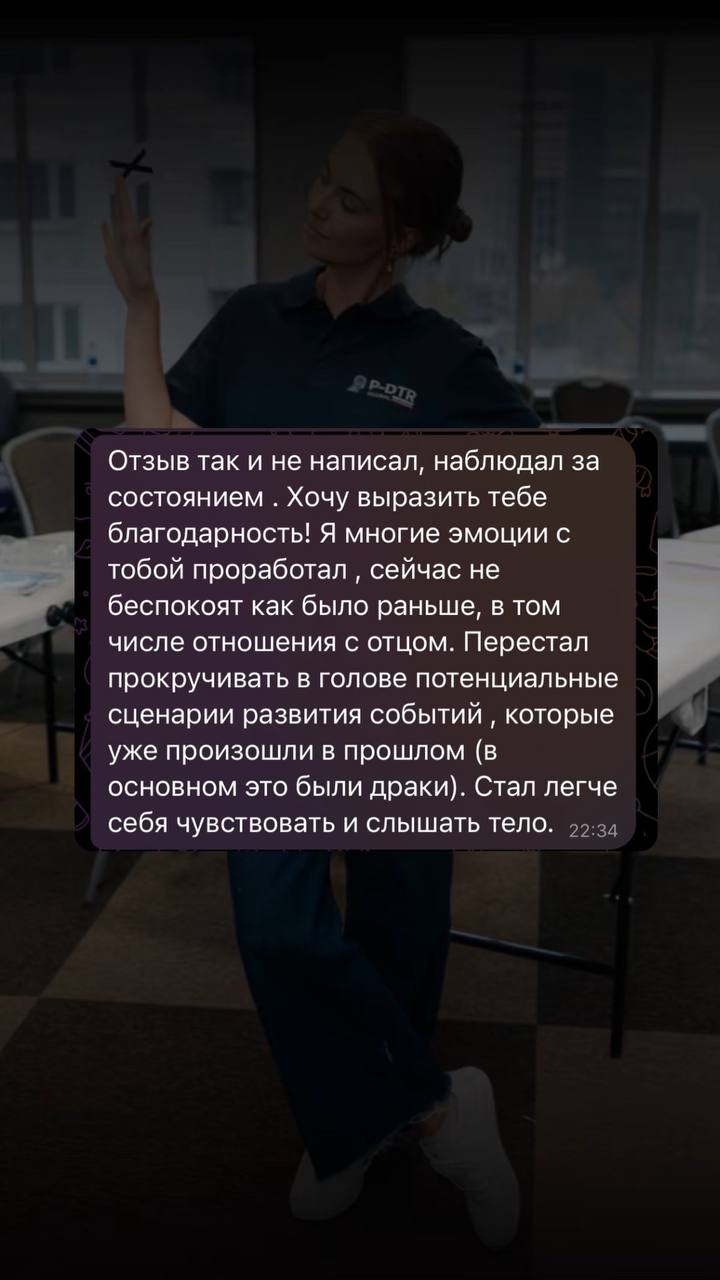 P-DTR
Отзыв так и не написал, наблюдал за
состоянием . Хочу выразить тебе
благодарность! Я многие эмоции с
тобой проработал , сейчас не
беспокоят как было раньше, в том
числе отношения с отцом. Перестал
прокручивать в голове потенциальные
сценарии развития событий , которые
уже произошли в прошлом (в
основном это были драки). Стал легче
себя чувствовать и слышать тело. 22:34